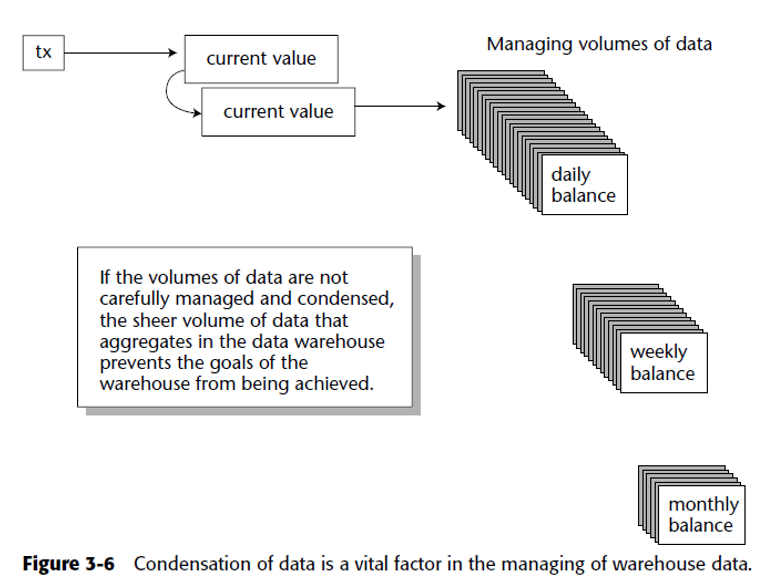 tx
current value
current value
Managing volumes of data
daily
balance
If the volumes of data are not
carefully managed and condensed,
the sheer volume of data that
aggregates in the data warehouse
prevents the goals of the
warehouse from being achieved.
weekly
balance
monthly
balance
Figure 3-6 Condensation of data is a vital factor in the managing of warehouse data.